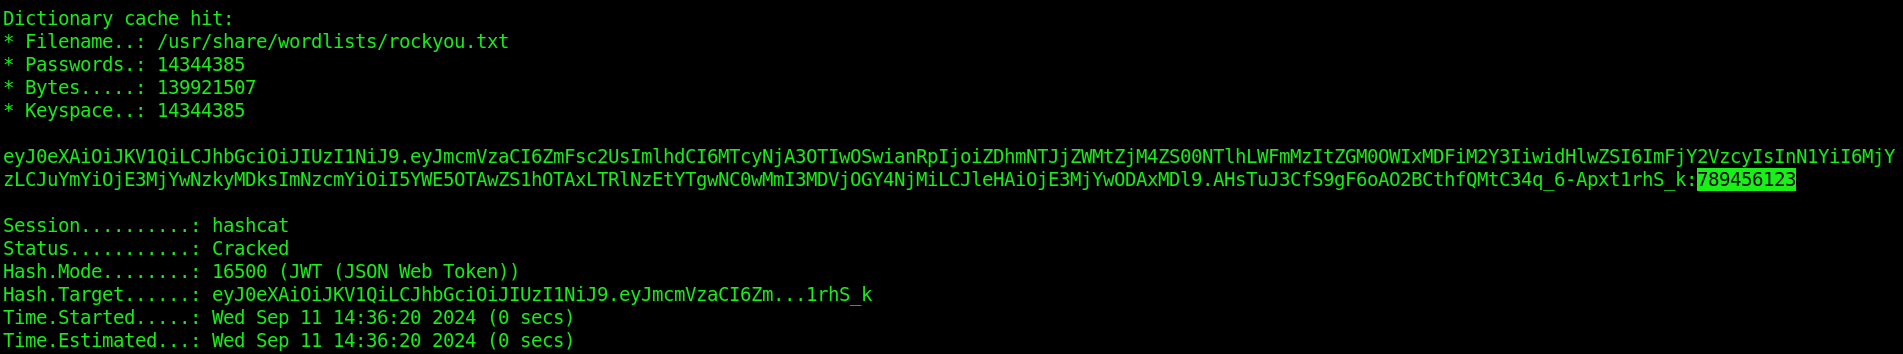 Dictionary cache hit:
* Filename..: /usr/share/wordlists/rockyou.txt
* Passwords.: 14344385
* Bytes.....: 139921507
* Keyspace..: 14344385
eyJ0eXAiOiJKV1QiLCJhbGciOiJIUzI1NiJ9.eyJmcmVzaCI6ZmFsc2UsImlhdCI6MTcyNjA3OTIwOSwianRpIjoiZDhmNTJjZWMtZjM4ZS00NTlhLWFmMzItZGM0OWIxMDFiM2Y3IiwidHlwZSI6ImFjY2VzcyIsInN1YiI6MjY
zLCJuYmYiOjE3MjYwNzkyMDksImNzcmYiOiI5YWE5OTAwZS1hOTAxLTRlNzEtYTgwNC0wMmI3MDVjOGY4NjMiLCJleHAiOjE3MjYwODAxMDl9.AHsTuJ3CfS9gF6oAO2BCthfQMtC34q_6-Apxt1rhS_k:789456123
Session..........: hashcat
Status...........: Cracked
Hash.Mode........: 16500 (JWT (JSON Web Token))
Hash.Target......: eyJ0eXAiOiJKV1QiLCJhbGciOiJIUzI1NiJ9.eyJmcmVzaCI6Zm...1rhS_k
Time.Started.....: Wed Sep 11 14:36:20 2024 (0 secs)
Time.Estimated...: Wed Sep 11 14:36:20 2024 (0 secs)